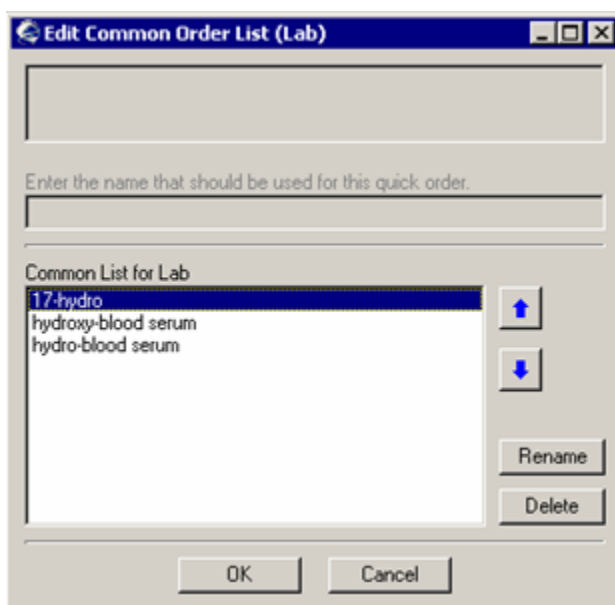 Edit Common Order List (Lab)
Enter the name that should be used for this quick order.
Common List for Lab
17-hydro
hydroxy-blood serum
hydro-blood serum
Rename
Delete
OK
Cancel